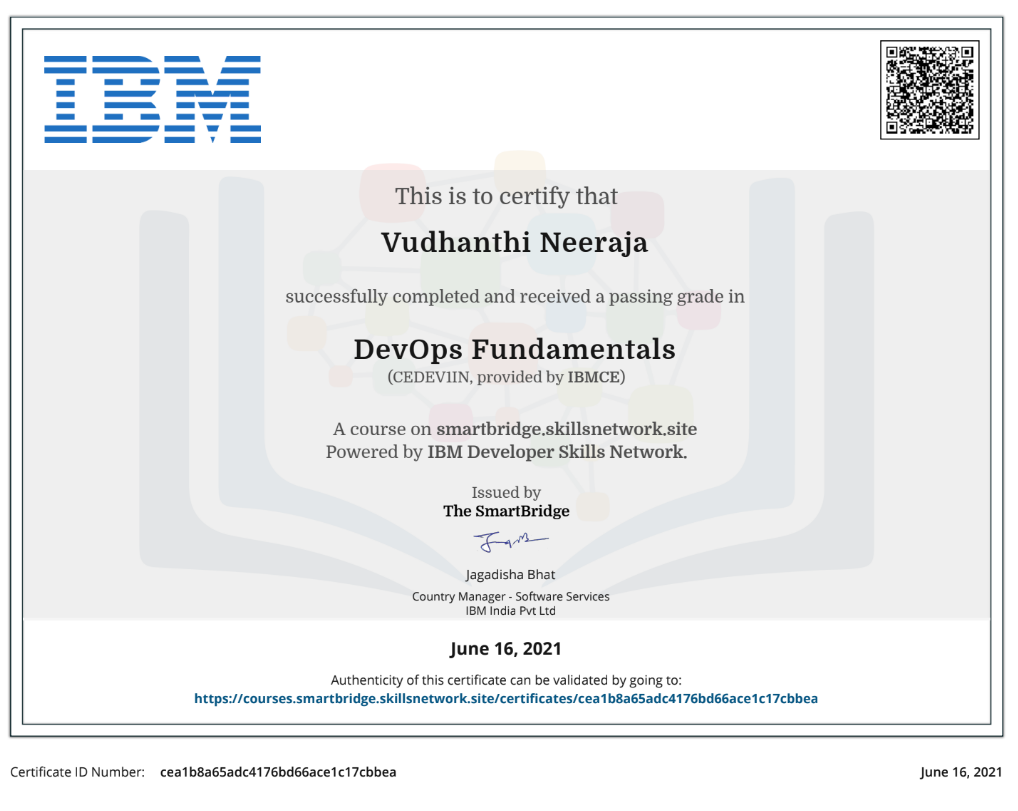 IBM
This is to certify that
Vudhanthi Neeraja
successfully completed and received a passing grade in
DevOps Fundamentals
(CEDEV1IN, provided by IBMCE)
A course on smartbridge.skillsnetwork.site
Powered by IBM Developer Skills Network.
Issued by
The SmartBridge
Jagadisha Bhat
Country Manager - Software Services
IBM India Pvt Ltd
June 16, 2021
Authenticity of this certificate can be validated by going to:
https://courses.smartbridge.skillsnetwork.site/certificates/cea1b8a65adc4176bd66ace1c17cbbea
Certificate ID Number: cea1b8a65adc4176bd66ace1c17cbbea
June 16, 2021